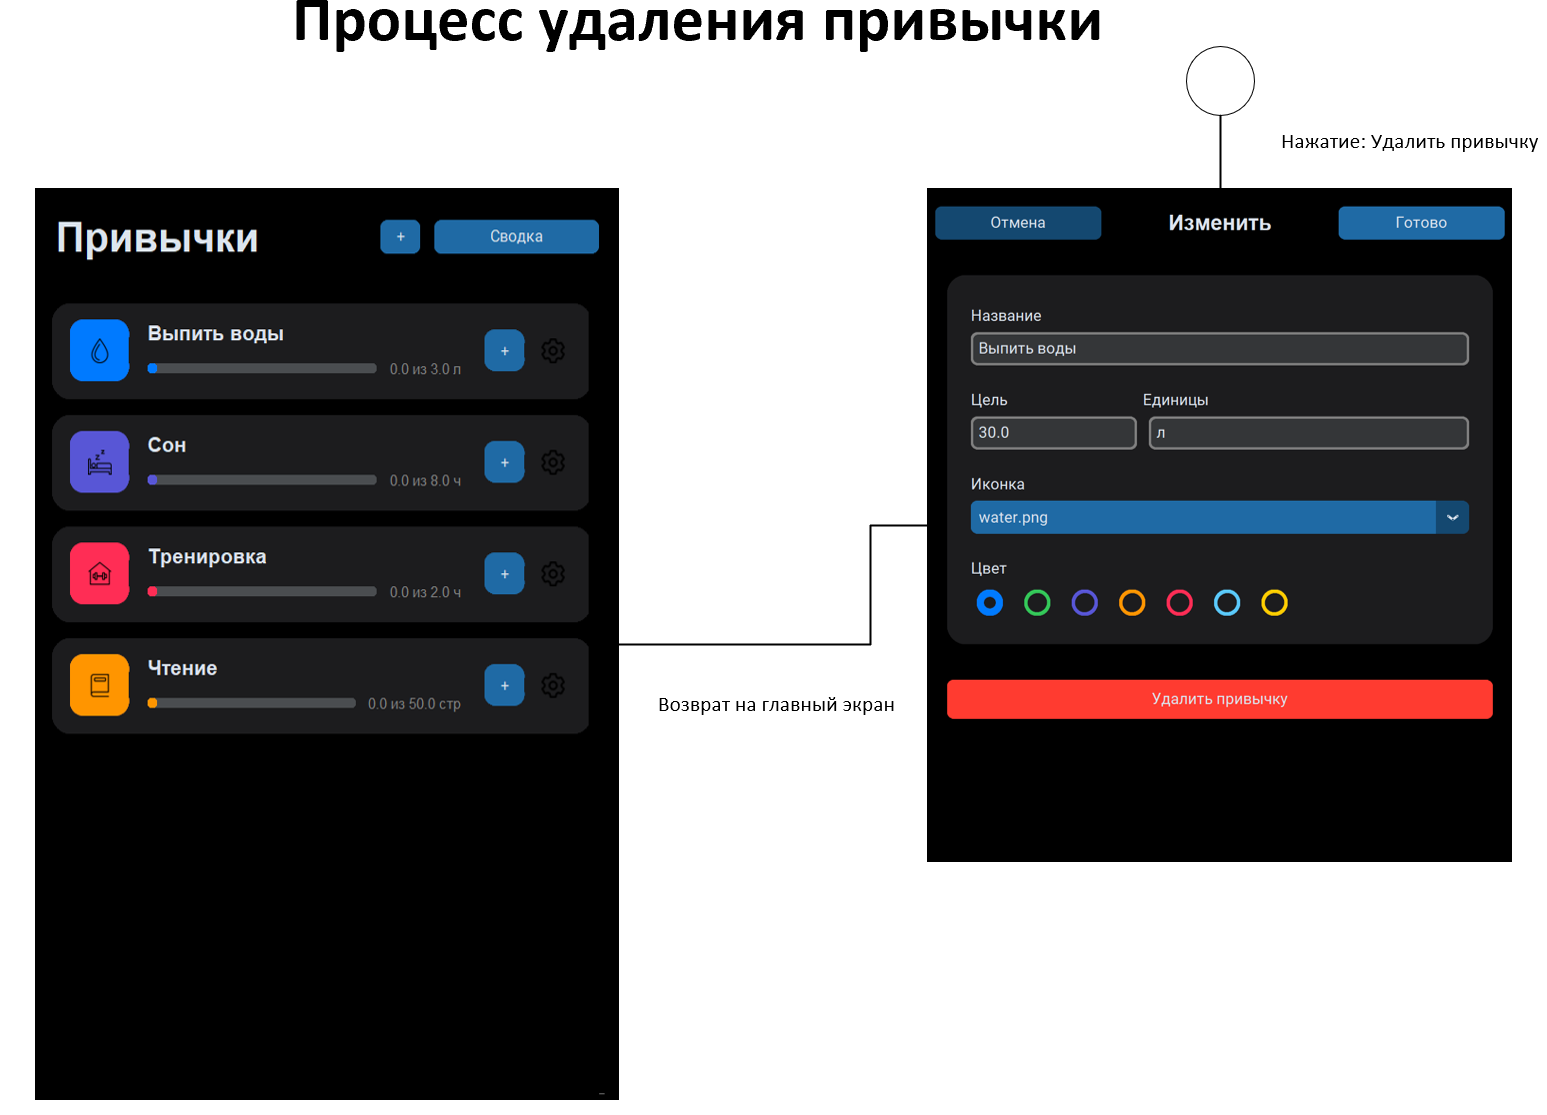 Процесс удаления привычки
Нажатие: Удалить привычку
Привычки
+
Сводка
Выпить воды
0.0 из 3.0 л
+
Сон
0.0 из 8.0 ч
+
Тренировка
0.0 из 2.0 ч
+
Чтение
0.0 из 50.0 стр
+
Возврат на главный экран
Отмена
Изменить
Готово
Название
Выпить воды
Цель
Единицы
30.0
л
Иконка
water.png
Цвет
Удалить привычку